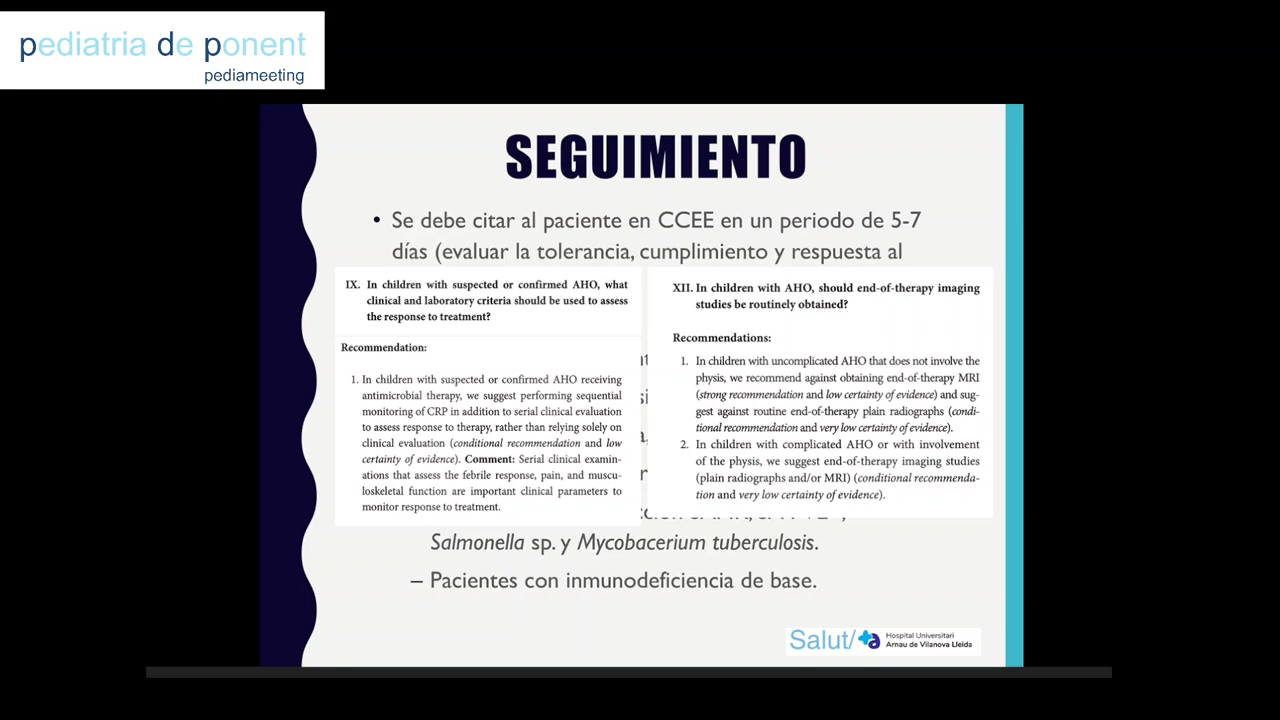 pediatria de ponent
pediameeting
SEGUIMIENTO
• Se debe citar al paciente en CCEE en un periodo de 5-7
días (evaluar la tolerancia, cumplimiento y respuesta al
IX. In children with suspected or confirmed AHO, what
clinical and laboratory criteria should be used to assess
the response to treatment?
Recommendation:
1. In children with suspected or confirmed AHO receiving
antimicrobial therapy, we suggest performing sequential
monitoring of CRP in addition to serial clinical evaluation
to assess response to therapy, rather than relying solely on
clinical evaluation (conditional recommendation and low
certainty of evidence). Comment: Serial clinical examin-
ations that assess the febrile response, pain, and muscu-
loskeletal function are important clinical parameters to
monitor response to treatment.
XII. In children with AHO, should end-of-therapy imaging
studies be routinely obtained?
Recommendations:
1. In children with uncomplicated AHO that does not involve the
physis, we recommend against obtaining end-of-therapy MRI
(strong recommendation and low certainty of evidence) and sug-
gest against routine end-of-therapy plain radiographs (condi-
tional recommendation and very low certainty of evidence).
2. In children with complicated AHO or with involvement
of the physis, we suggest end-of-therapy imaging studies
(plain radiographs and/or MRI) (conditional recommenda-
tion and very low certainty of evidence).
Salmonella sp. y Mycobacerium tuberculosis.
– Pacientes con inmunodeficiencia de base.
Salut/
Hospital Universitari
Arnau de Vilanova Lleida